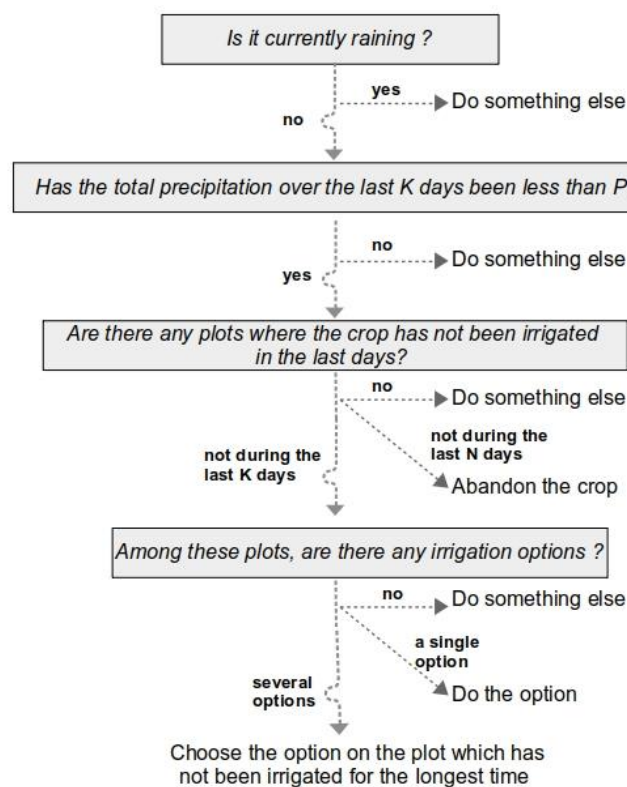 Is it currently raining ?
yes
Do something else
no
Has the total precipitation over the last K days been less than P
no
Do something else
yes
Are there any plots where the crop has not been irrigated
in the last days?
no
Do something else
not during the
last N days
not during the
last K days
Abandon the crop
Among these plots, are there any irrigation options ?
no
Do something else
a single
option
several
options
Do the option
Choose the option on the plot which has
not been irrigated for the longest time